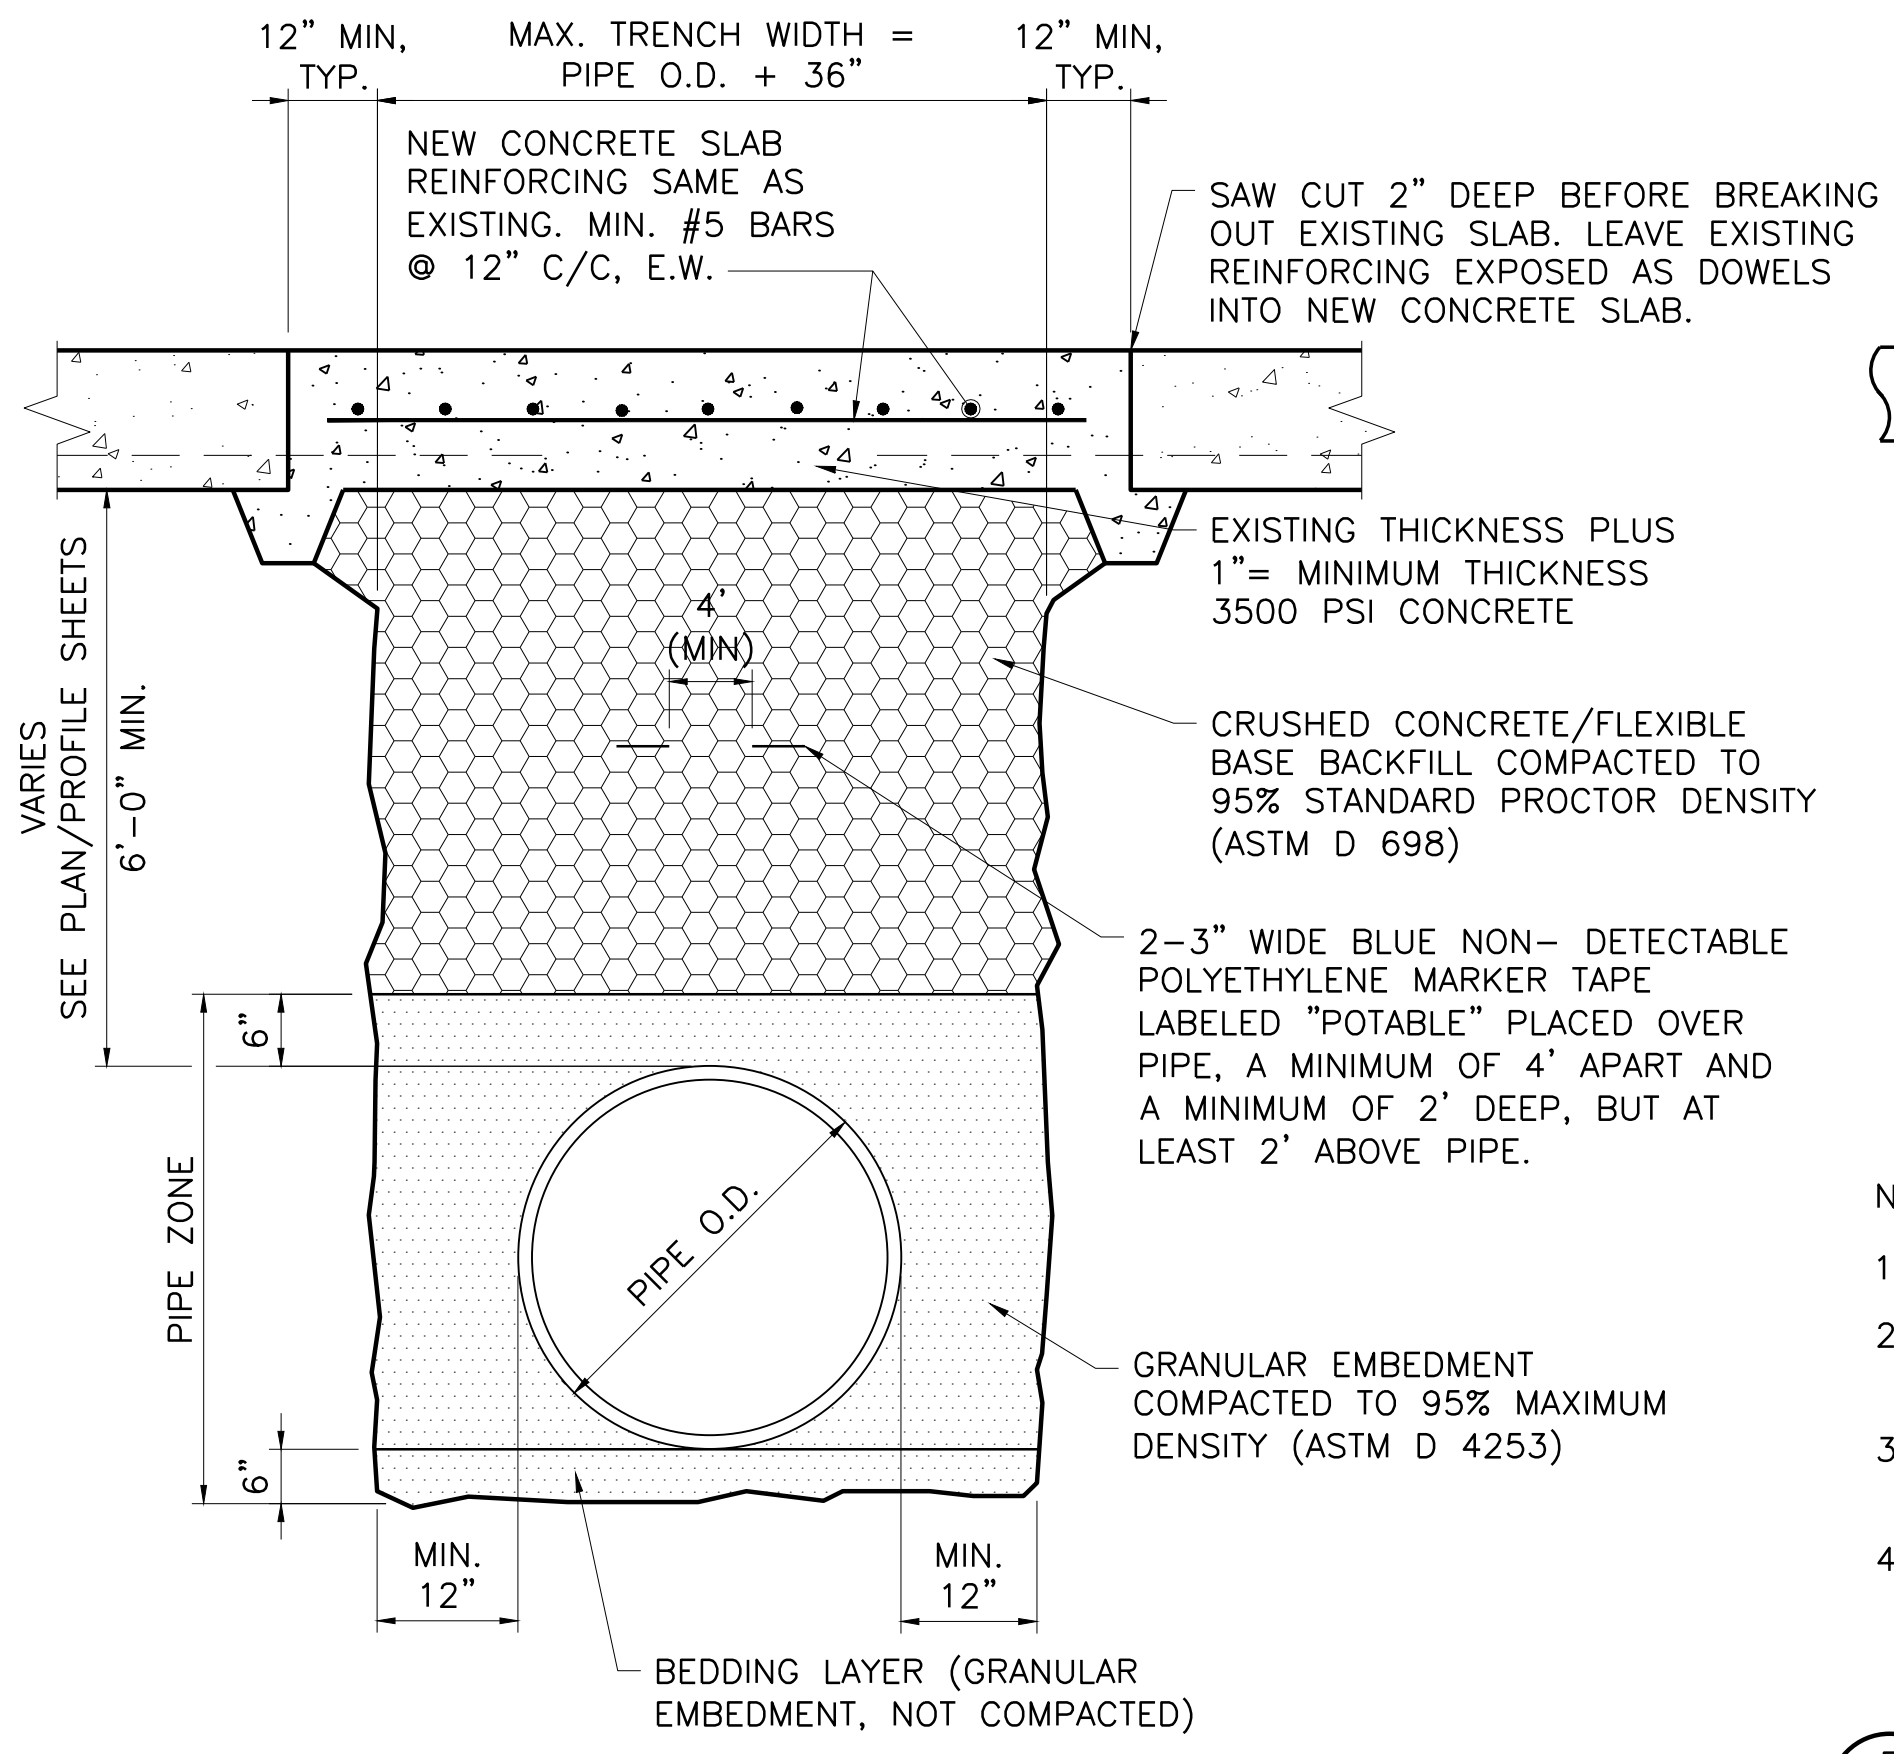 12" MIN,
TYP.
MAX. TRENCH WIDTH =
PIPE O.D. + 36"
12" MIN,
TYP.
NEW CONCRETE SLAB
REINFORCING SAME AS
EXISTING. MIN. #5 BARS
@ 12" C/C, E.W.
SAW CUT 2" DEEP BEFORE BREAKING
OUT EXISTING SLAB. LEAVE EXISTING
REINFORCING EXPOSED AS DOWELS
INTO NEW CONCRETE SLAB.
EXISTING THICKNESS PLUS
1"= MINIMUM THICKNESS
3500 PSI CONCRETE
4'
(MIN)
VARIES
SEE PLAN/PROFILE SHEETS
6'-0" MIN.
CRUSHED CONCRETE/FLEXIBLE
BASE BACKFILL COMPACTED TO
95% STANDARD PROCTOR DENSITY
(ASTM D 698)
2-3" WIDE BLUE NON- DETECTABLE
POLYETHYLENE MARKER TAPE
LABELED "POTABLE" PLACED OVER
PIPE, A MINIMUM OF 4' APART AND
A MINIMUM OF 2' DEEP, BUT AT
LEAST 2' ABOVE PIPE.
6"
PIPE ZONE
PIPE O.D.
GRANULAR EMBEDMENT
COMPACTED TO 95% MAXIMUM
DENSITY (ASTM D 4253)
6"
MIN.
12"
MIN.
12"
BEDDING LAYER (GRANULAR
EMBEDMENT, NOT COMPACTED)
N
1
2
3
4